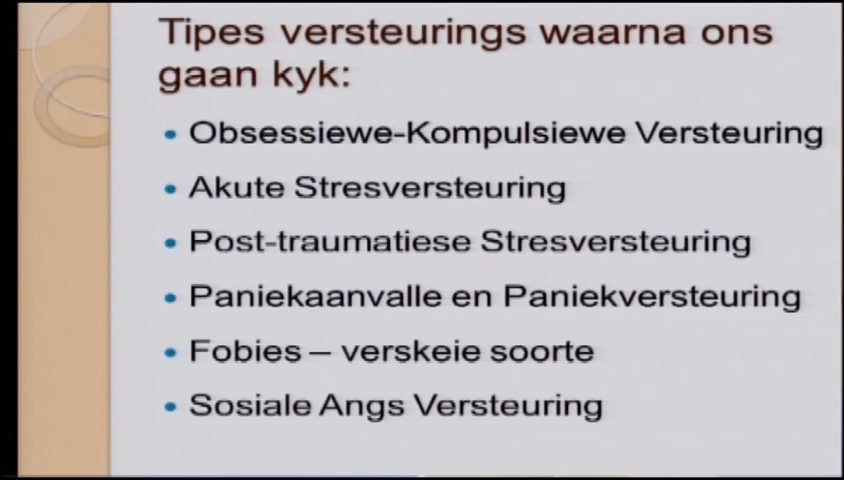 Tipes versteurings waarna ons
gaan kyk:
• Obsessiewe-Kompulsiewe Versteuring
• Akute Stresversteuring
• Post-traumatiese Stresversteuring
• Paniekaanvalle en Paniekversteuring
• Fobies – verskeie soorte
• Sosiale Angs Versteuring